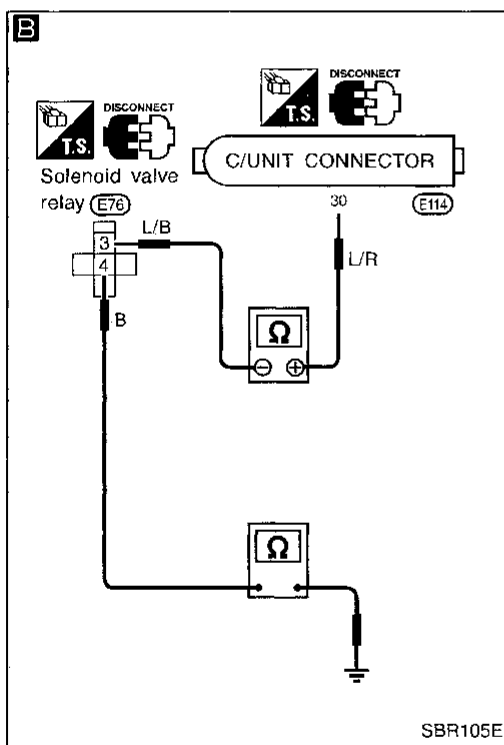 B
DISCONNECT
T.S.
DISCONNECT
T.S.
C/UNIT CONNECTOR
Solenoid valve
relay E76
30
E114
L/B
3
L/R
4
B
Ω
⊖ ⊕
Ω
SBR105E